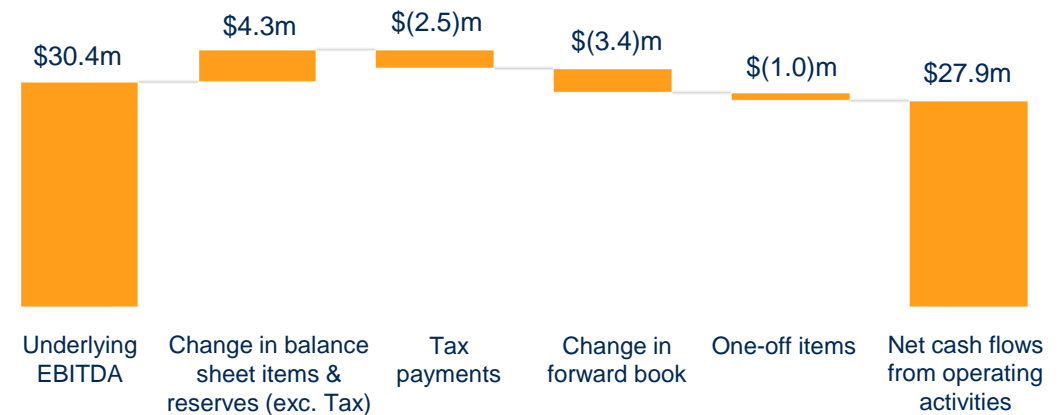 $30.4m
$4.3m
$(2.5)m
$(3.4)m
$(1.0)m
$27.9m
Underlying
EBITDA
Change in balance
sheet items &
reserves (exc. Tax)
Tax
payments
Change in
forward book
One-off items
Net cash flows
from operating
activities